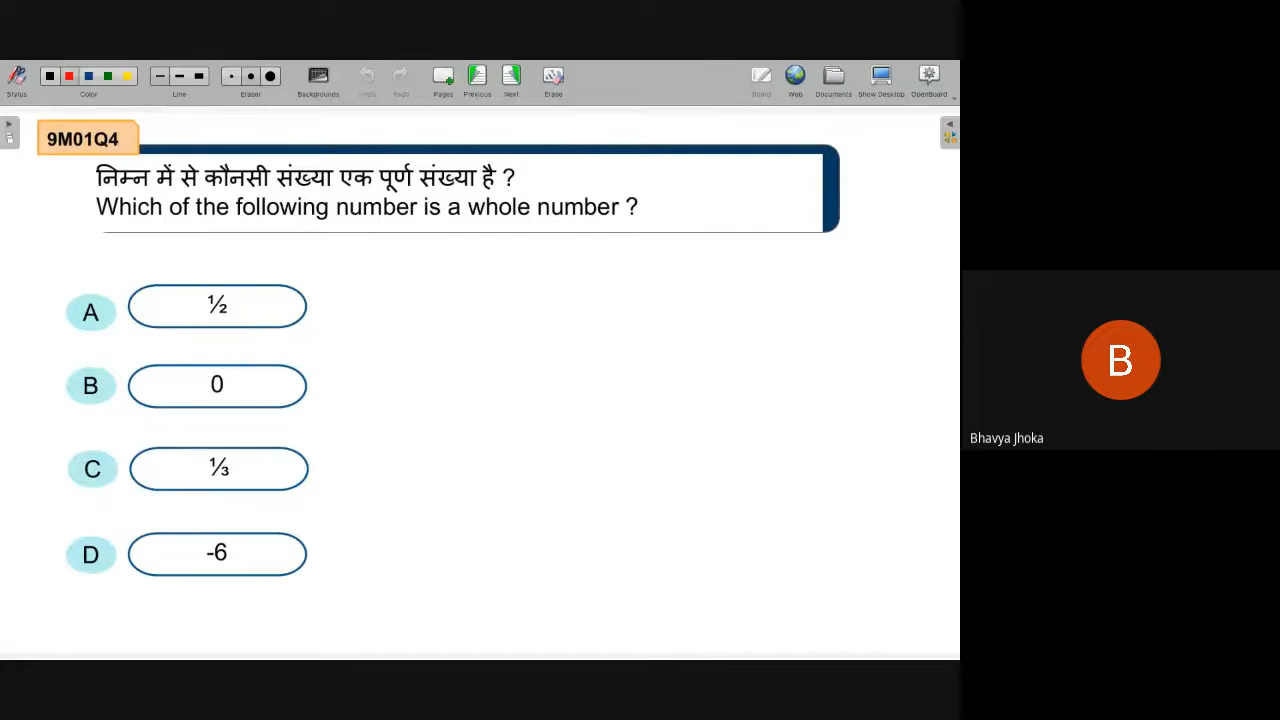 Stylus Color Line Eraser Backgrounds Undo Redo Pages Previous Next Erase Board Web Documents Show Desktop OpenBoard
9M01Q4
निम्न में से कौनसी संख्या एक पूर्ण संख्या है ?
Which of the following number is a whole number ?
A ½
B 0
C ⅓
D -6
B
Bhavya Jhoka